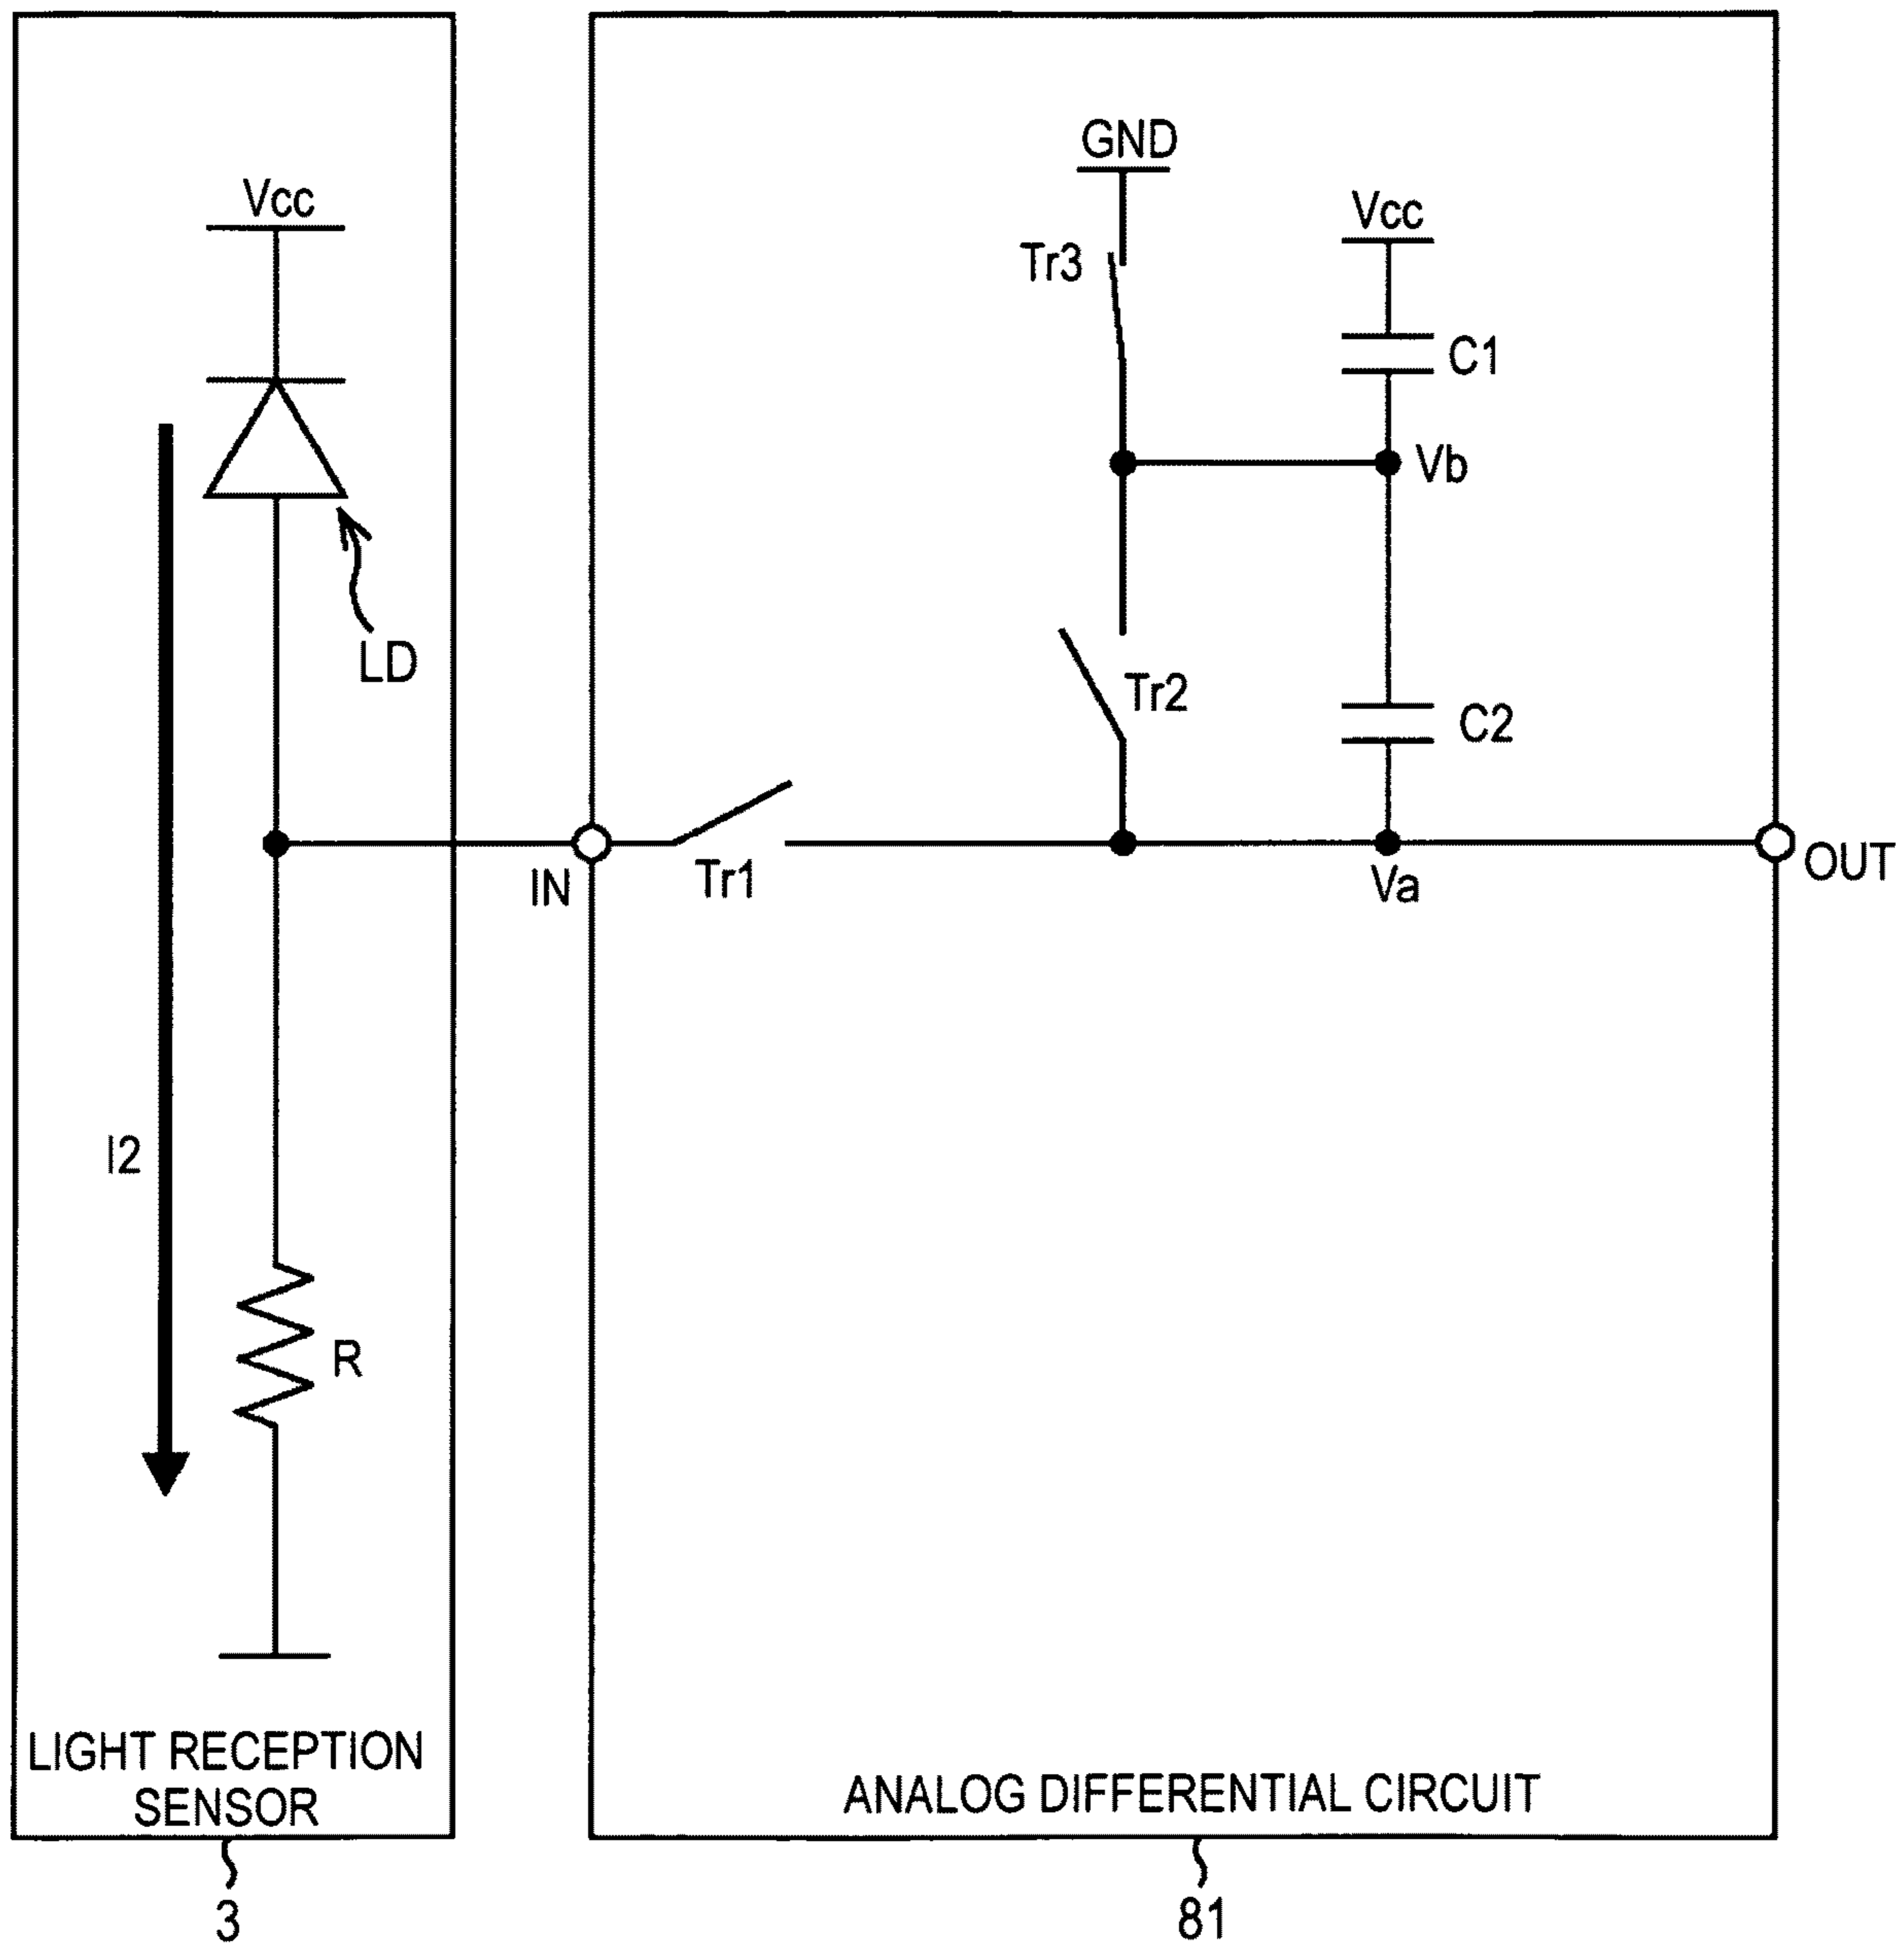 GND
Vcc
Vcc
Tr3
C1
Vb
LD
Tr2
C2
IN
Tr1
Va
OUT
I2
R
LIGHT RECEPTION
SENSOR
ANALOG DIFFERENTIAL CIRCUIT
3
81